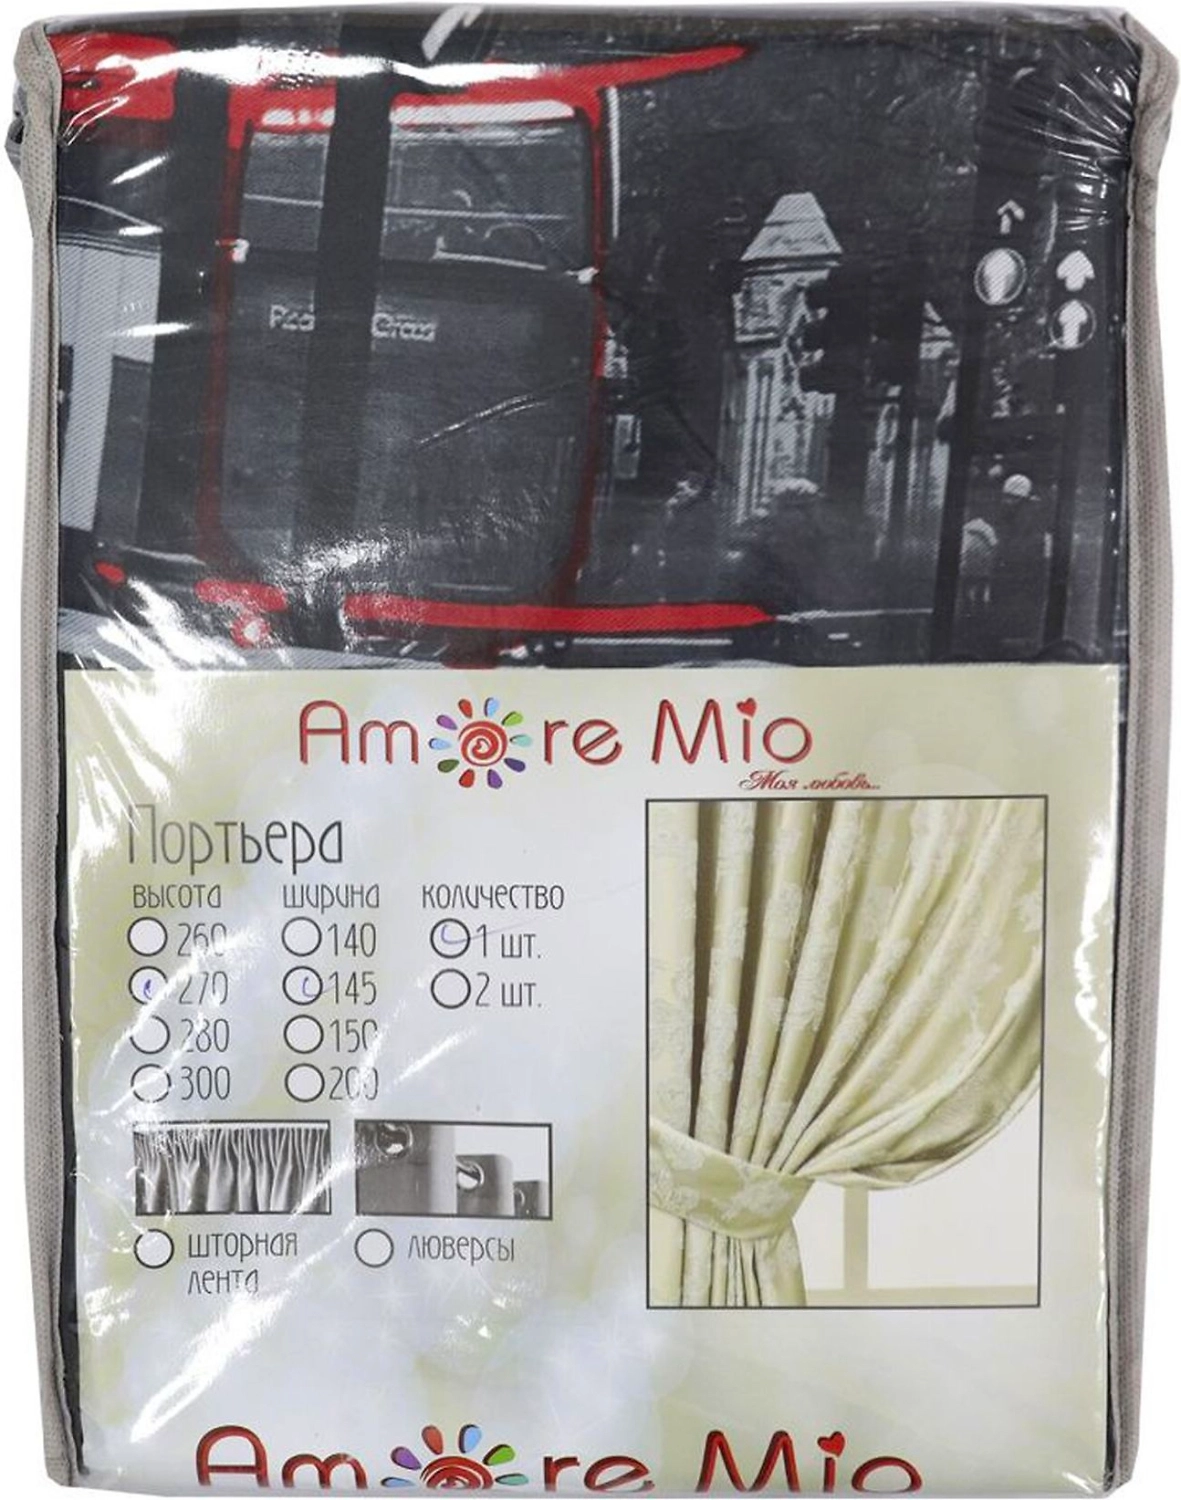 Amore Mio
Моя любовь...
Портьера
высота ширина количество
260 140 1 шт.
270 145 2 шт.
280 150
300 200
шторная
лента
люверсы
Amore Mio